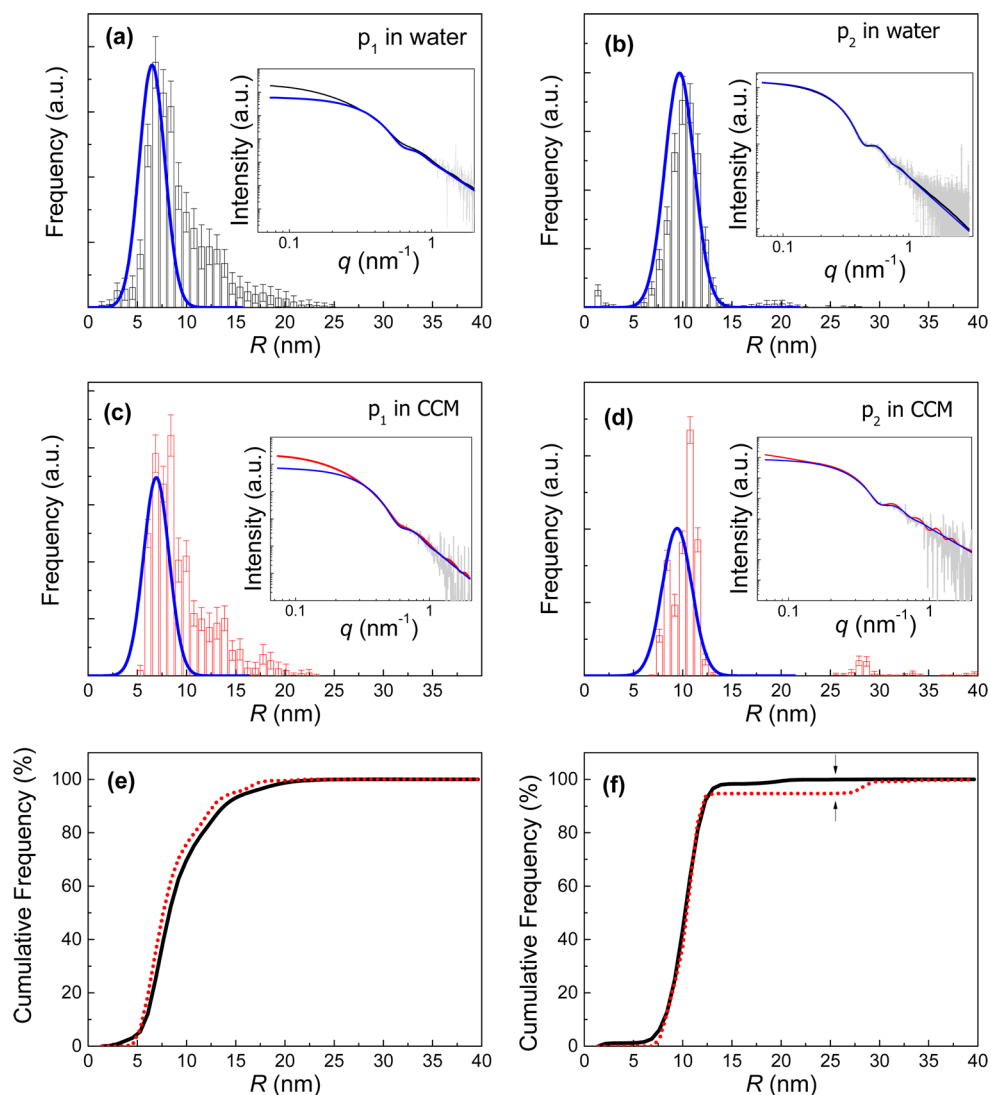 (a)
p1 in water
Frequency (a.u.)
Intensity (a.u.)
0.1 1
q (nm-1)
0 5 10 15 20 25 30 35 40
R (nm)
(b)
p2 in water
Frequency (a.u.)
Intensity (a.u.)
0.1 1
q (nm-1)
0 5 10 15 20 25 30 35 40
R (nm)
(c)
p1 in CCM
Frequency (a.u.)
Intensity (a.u.)
0.1 1
q (nm-1)
0 5 10 15 20 25 30 35
R (nm)
(d)
p2 in CCM
Frequency (a.u.)
Intensity (a.u.)
0.1 1
q (nm-1)
0 5 10 15 20 25 30 35 40
R (nm)
(e)
Cumulative Frequency (%)
100
80
60
40
20
0
0 5 10 15 20 25 30 35 40
R (nm)
(f)
Cumulative Frequency (%)
100
80
60
40
20
0
0 5 10 15 20 25 30 35 40
R (nm)